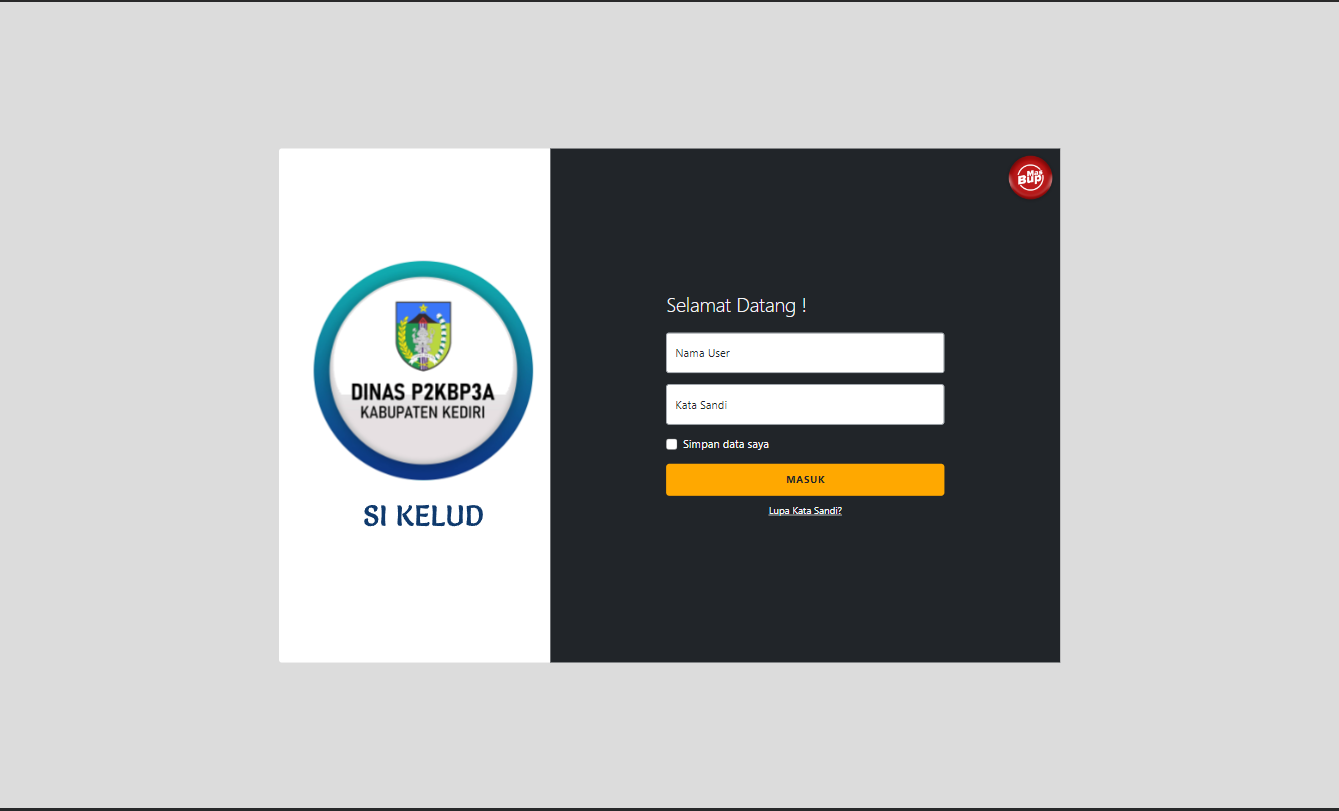 DINAS P2KBP3A
KABUPATEN KEDIRI
SI KELUD
Mas
Bup
Selamat Datang !
Nama User
Kata Sandi
Simpan data saya
MASUK
Lupa Kata Sandi?